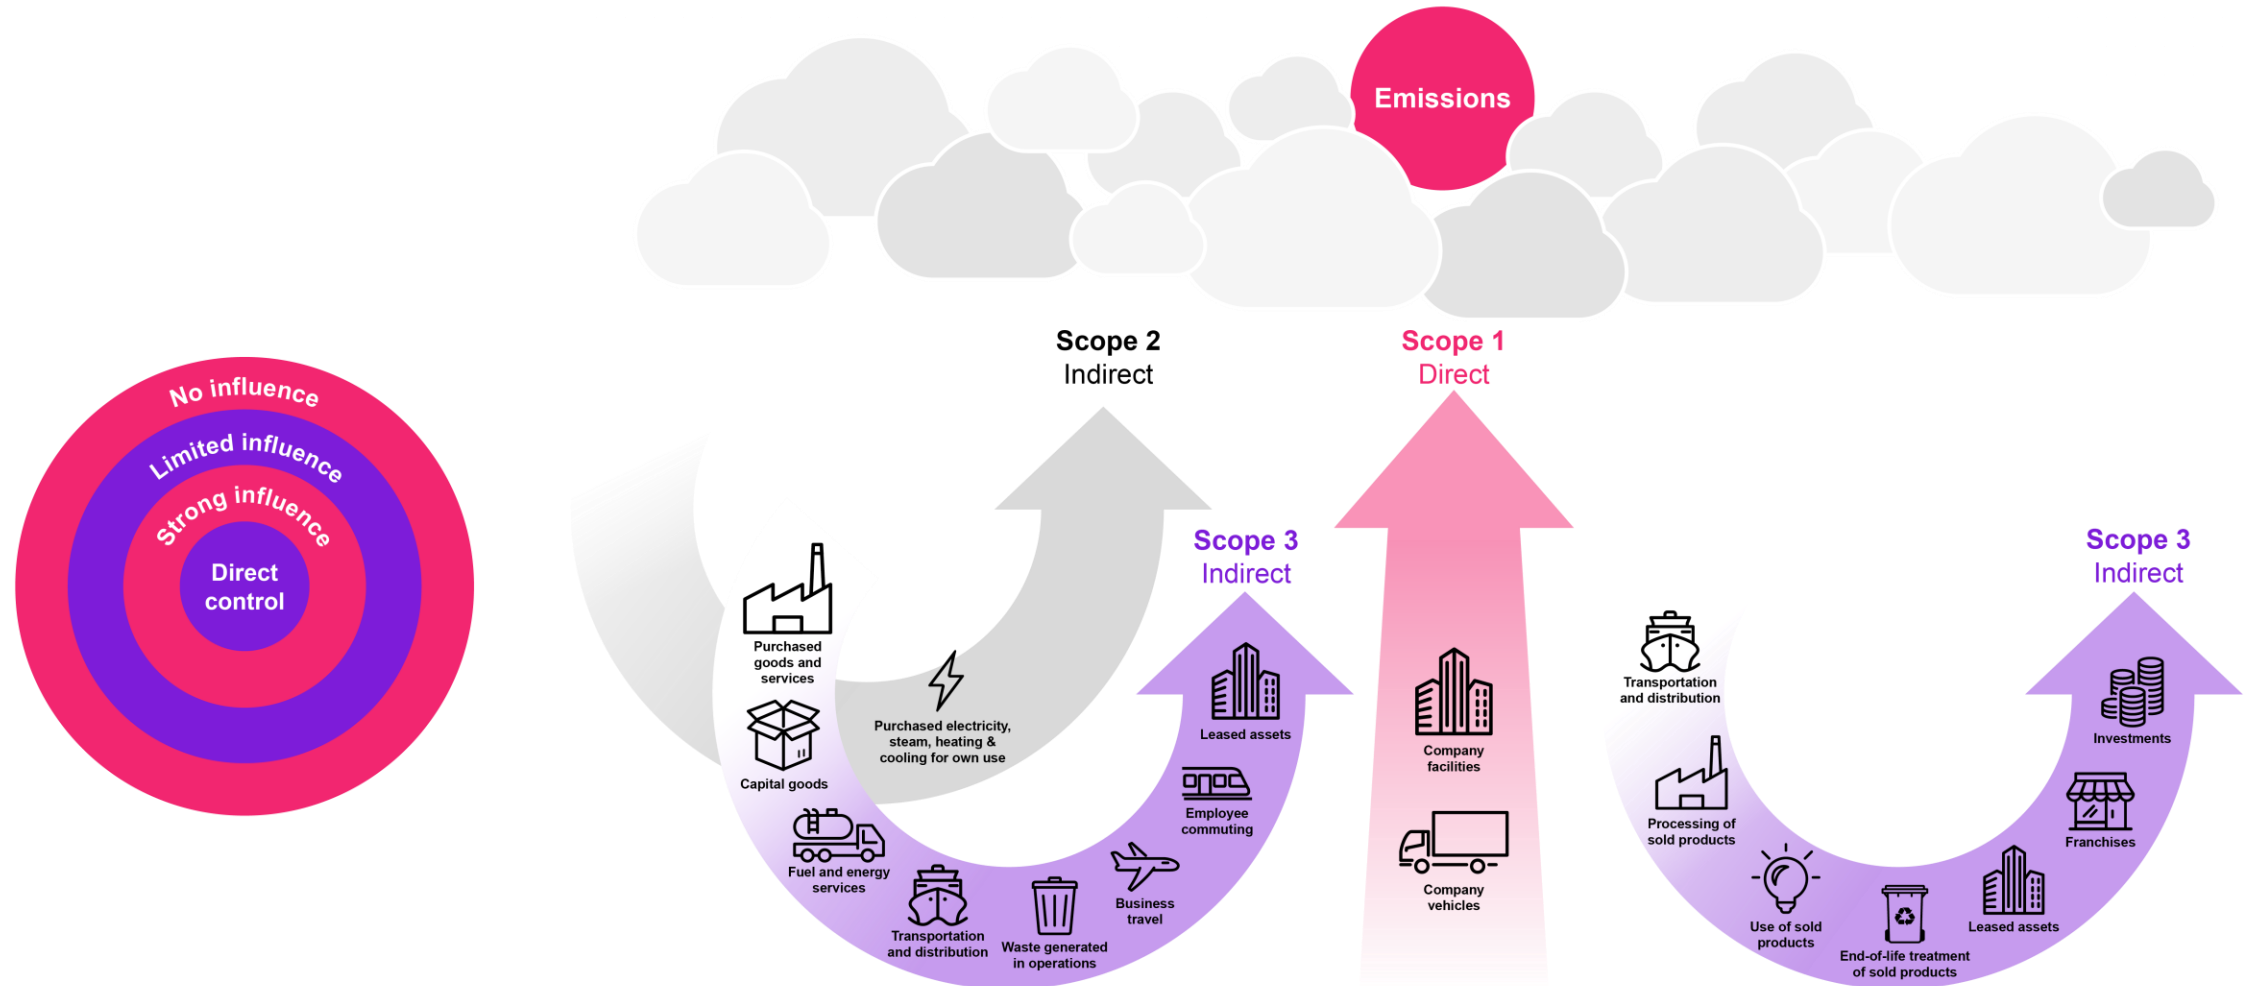 Emissions
No influence
Limited influence
Strong influence
Direct
control
Scope 2
Indirect
Purchased electricity,
steam, heating &
cooling for own use
Scope 3
Indirect
Purchased
goods and
services
Capital goods
Fuel and energy
services
Transportation
and distribution
Waste generated
in operations
Business
travel
Employee
commuting
Leased assets
Scope 1
Direct
Company
facilities
Company
vehicles
Scope 3
Indirect
Transportation
and distribution
Processing of
sold products
Use of sold
products
End-of-life treatment
of sold products
Leased assets
Franchises
Investments